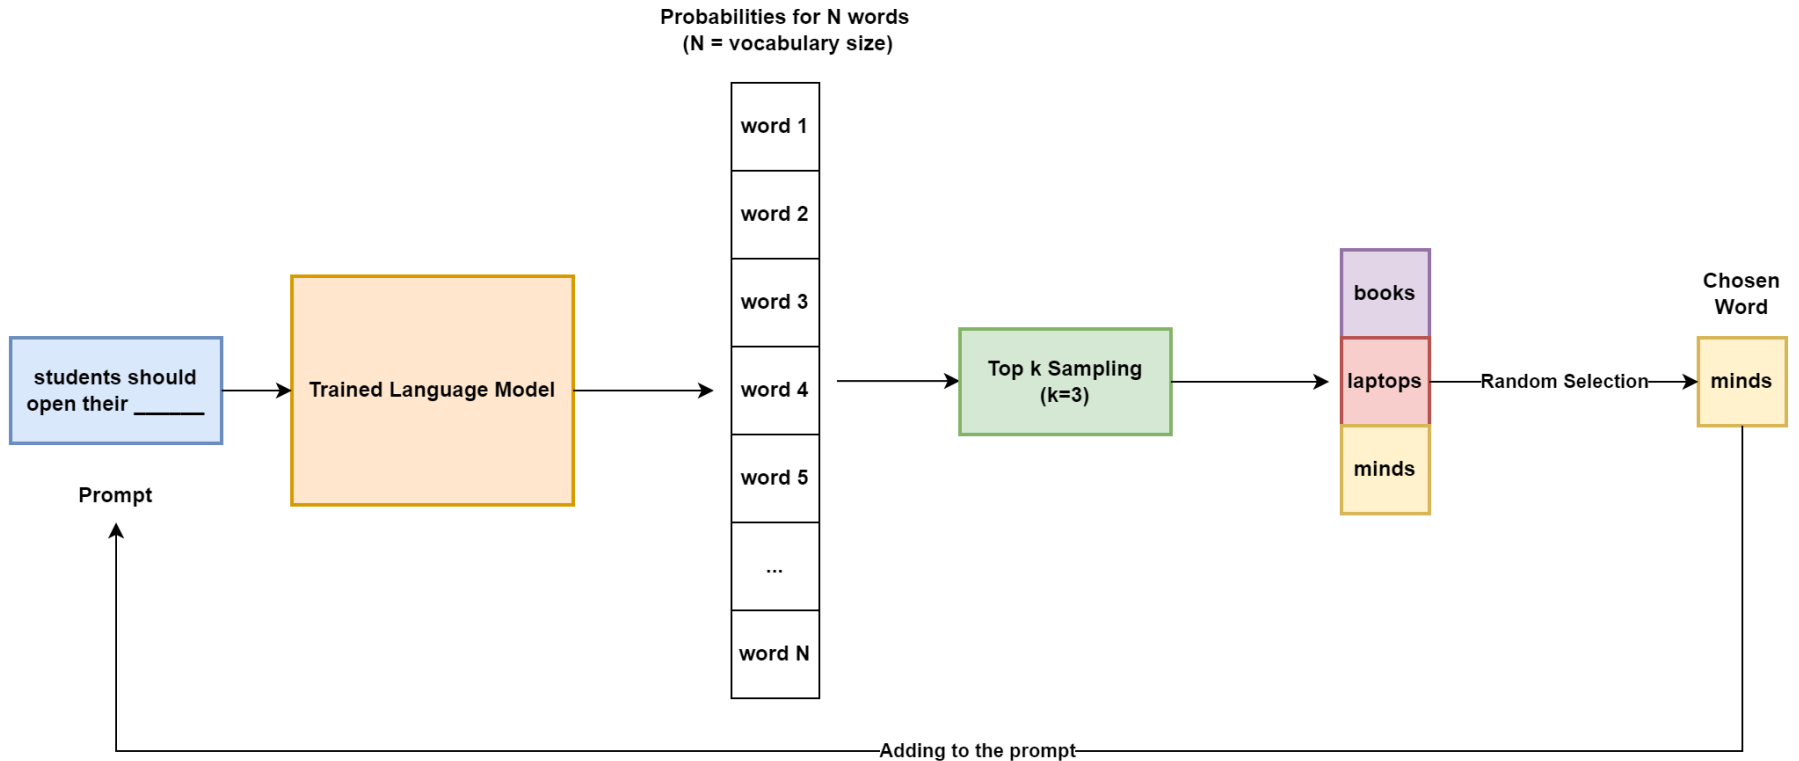 Probabilities for N words
(N = vocabulary size)
word 1
word 2
word 3
word 4
word 5
...
word N
students should
open their ______
Prompt
Trained Language Model
Top k Sampling
(k=3)
books
laptops
minds
Random Selection
Chosen
Word
minds
Adding to the prompt